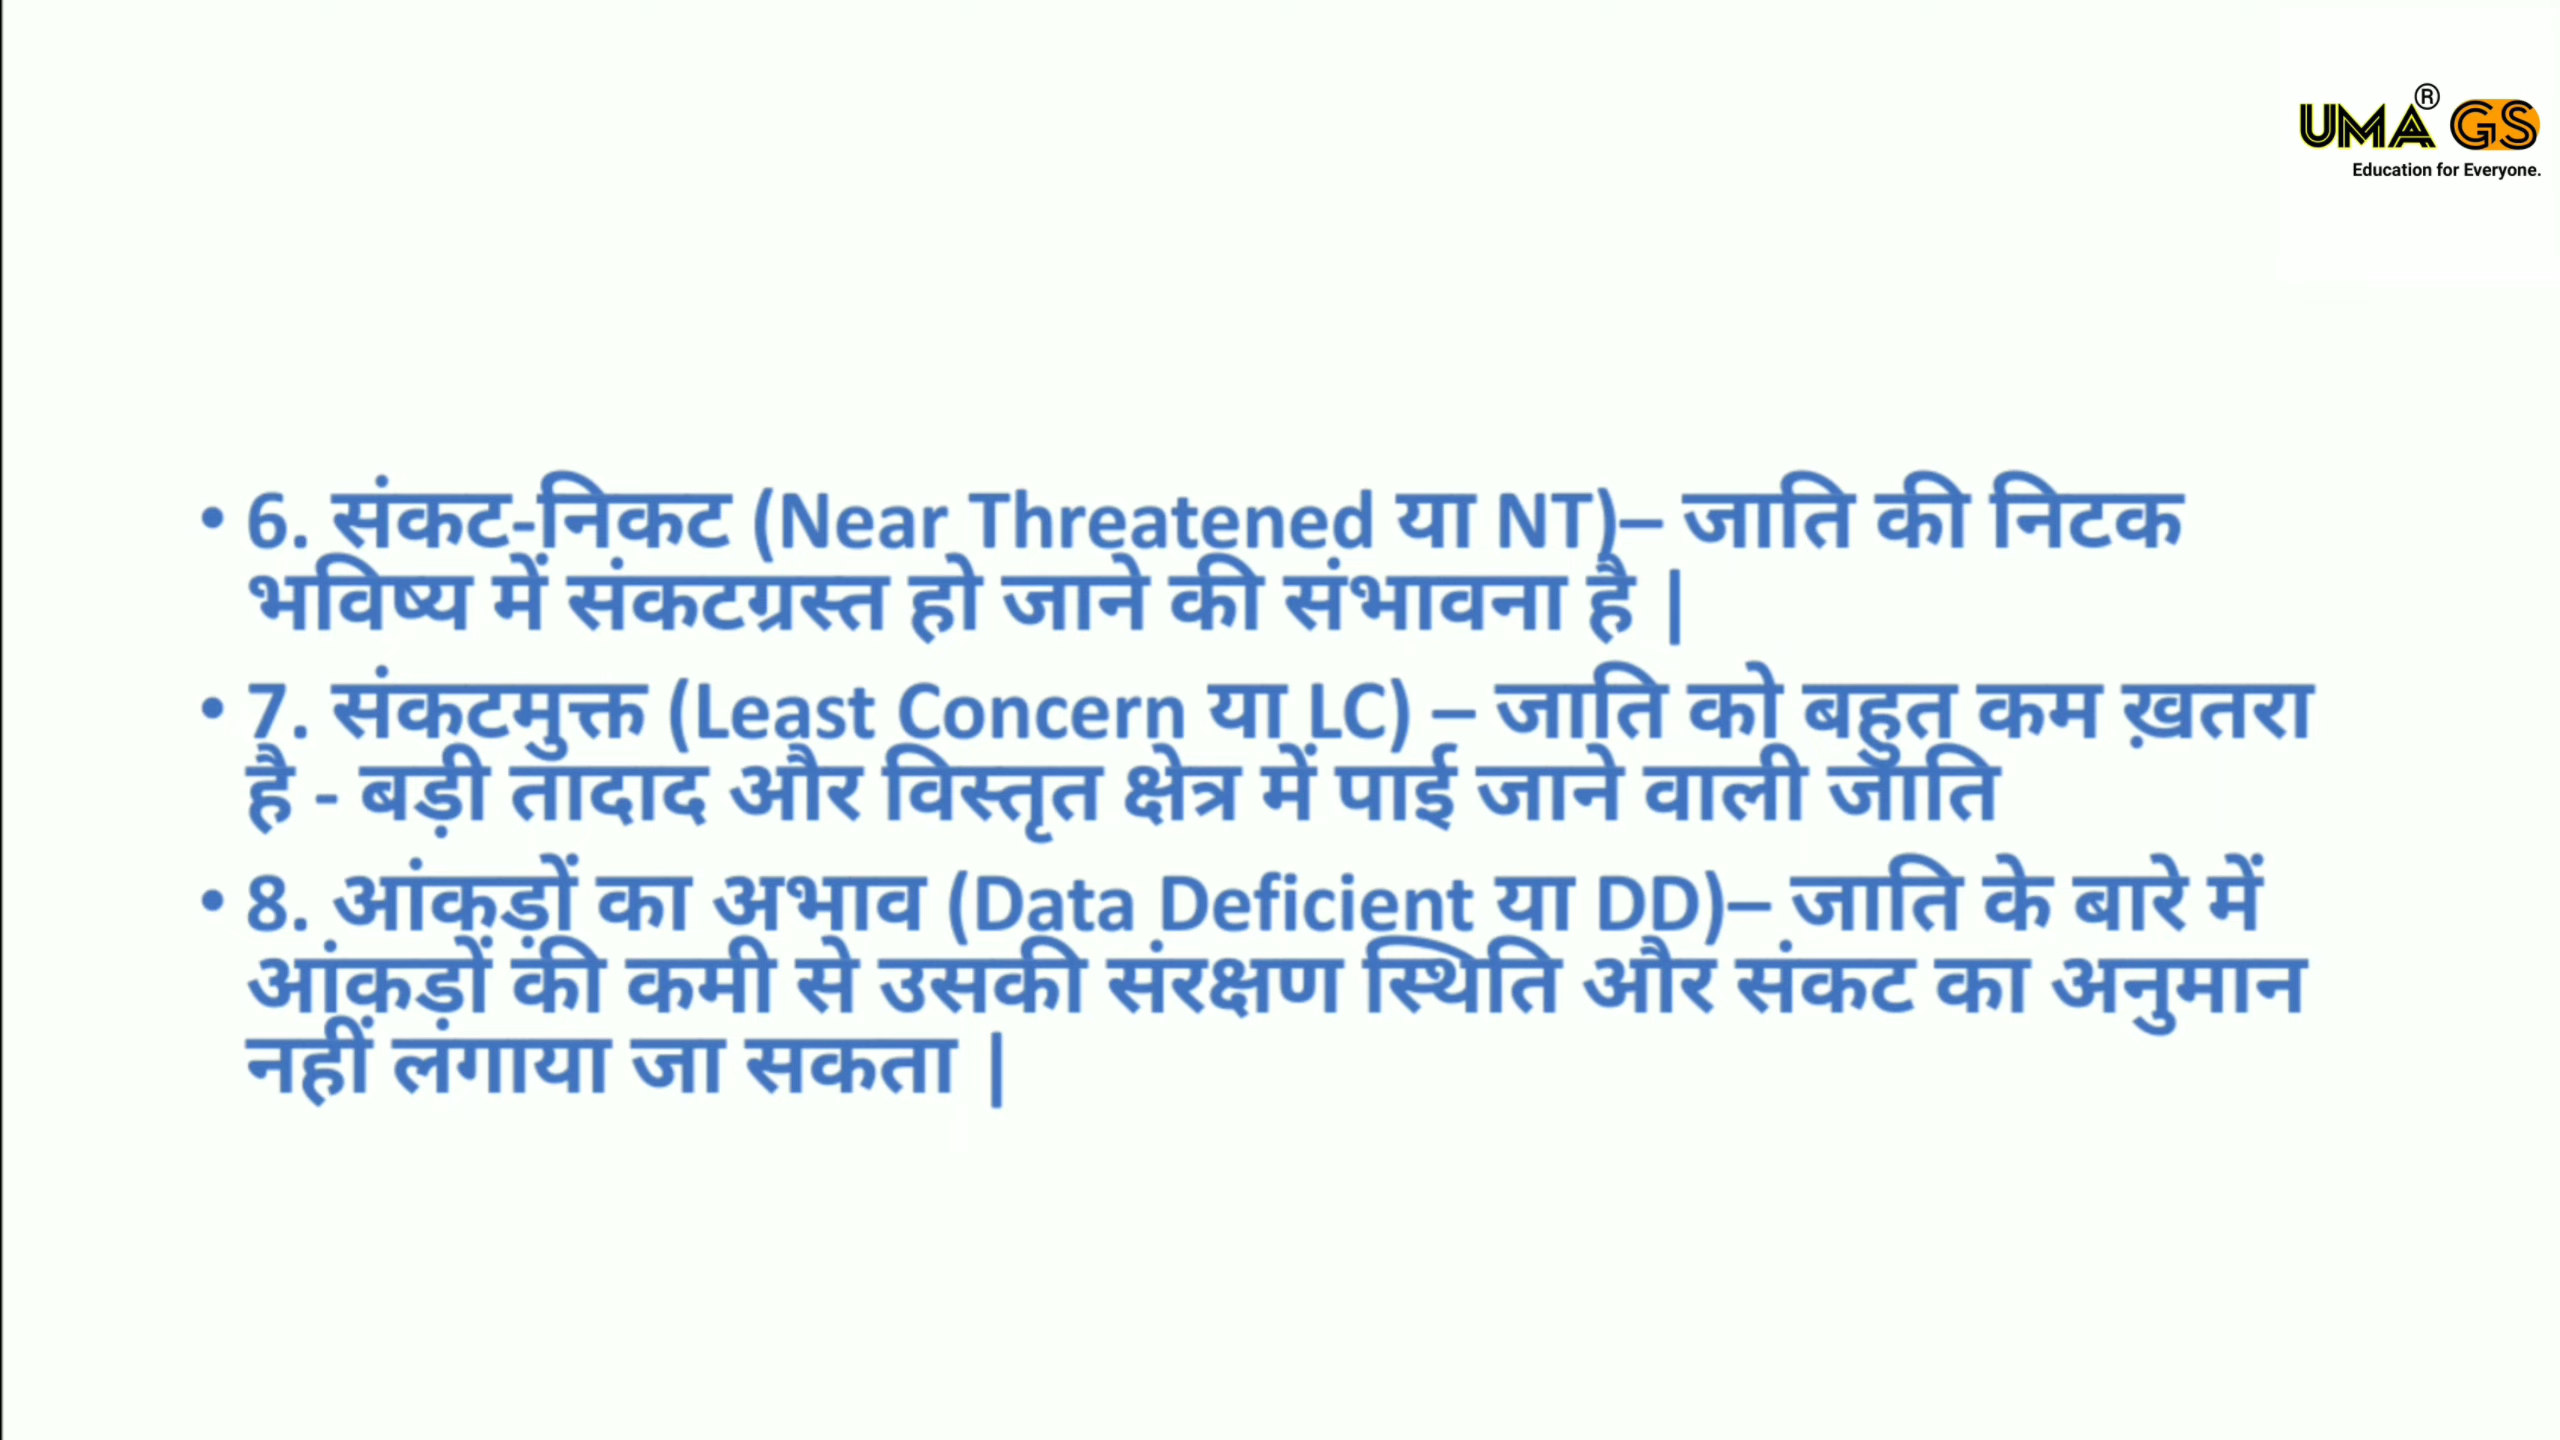 UMA® GS
Education for Everyone.
• 6. संकट-निकट (Near Threatened या NT)– जाति की निटक
भविष्य में संकटग्रस्त हो जाने की संभावना है |
• 7. संकटमुक्त (Least Concern या LC) – जाति को बहुत कम ख़तरा
है - बड़ी तादाद और विस्तृत क्षेत्र में पाई जाने वाली जाति
• 8. आंकड़ों का अभाव (Data Deficient या DD)– जाति के बारे में
आंकड़ों की कमी से उसकी संरक्षण स्थिति और संकट का अनुमान
नहीं लगाया जा सकता |